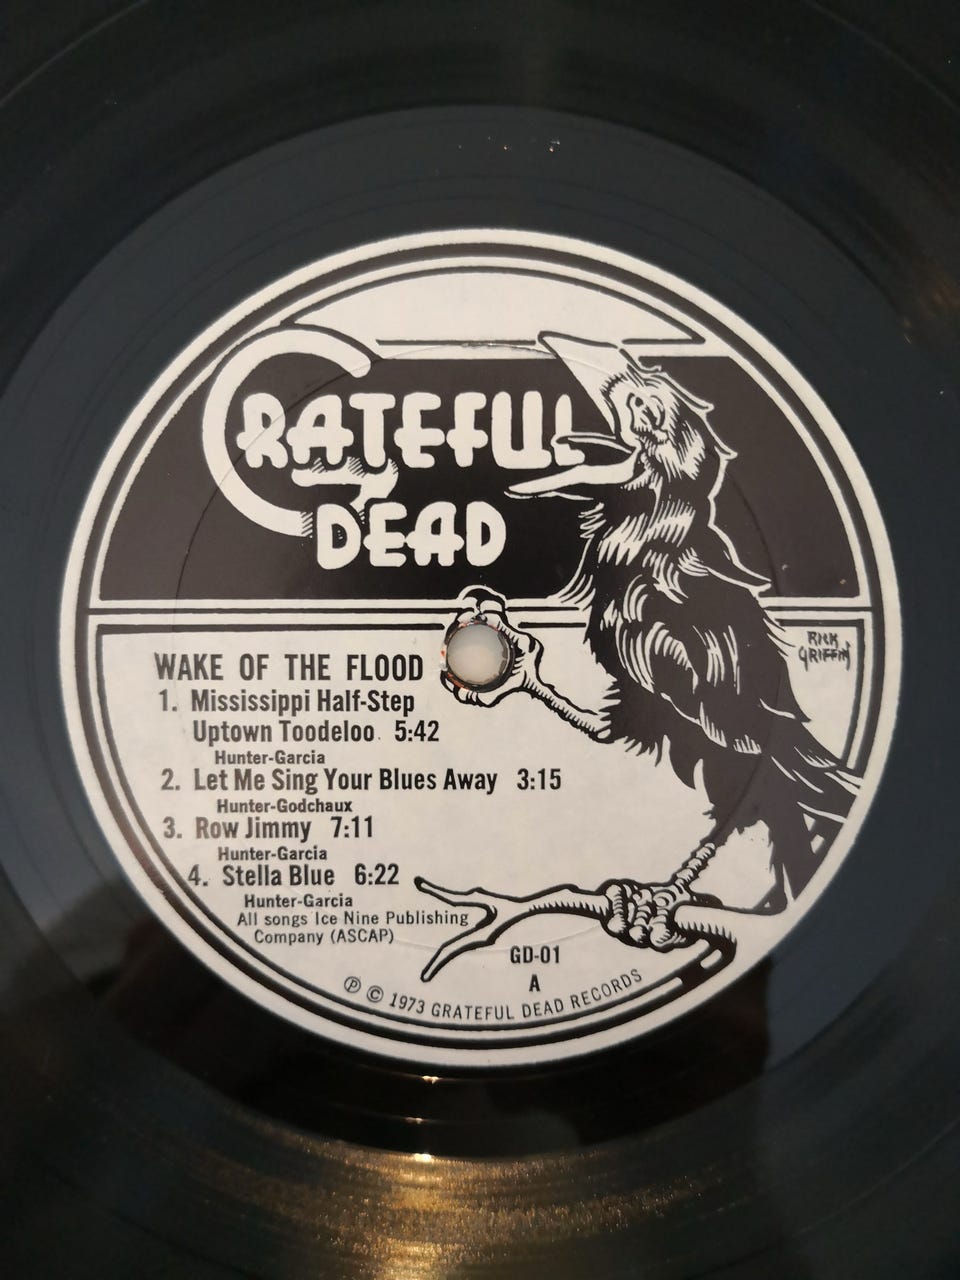 GRATEFUL
DEAD
RICK
GRIFFIN
WAKE OF THE FLOOD
1. Mississippi Half-Step
Uptown Toodeloo 5:42
Hunter-Garcia
2. Let Me Sing Your Blues Away 3:15
Hunter-Godchaux
3. Row Jimmy 7:11
Hunter-Garcia
4. Stella Blue 6:22
Hunter-Garcia
All songs Ice Nine Publishing
Company (ASCAP)
GD-01
A
℗ © 1973 GRATEFUL DEAD RECORDS